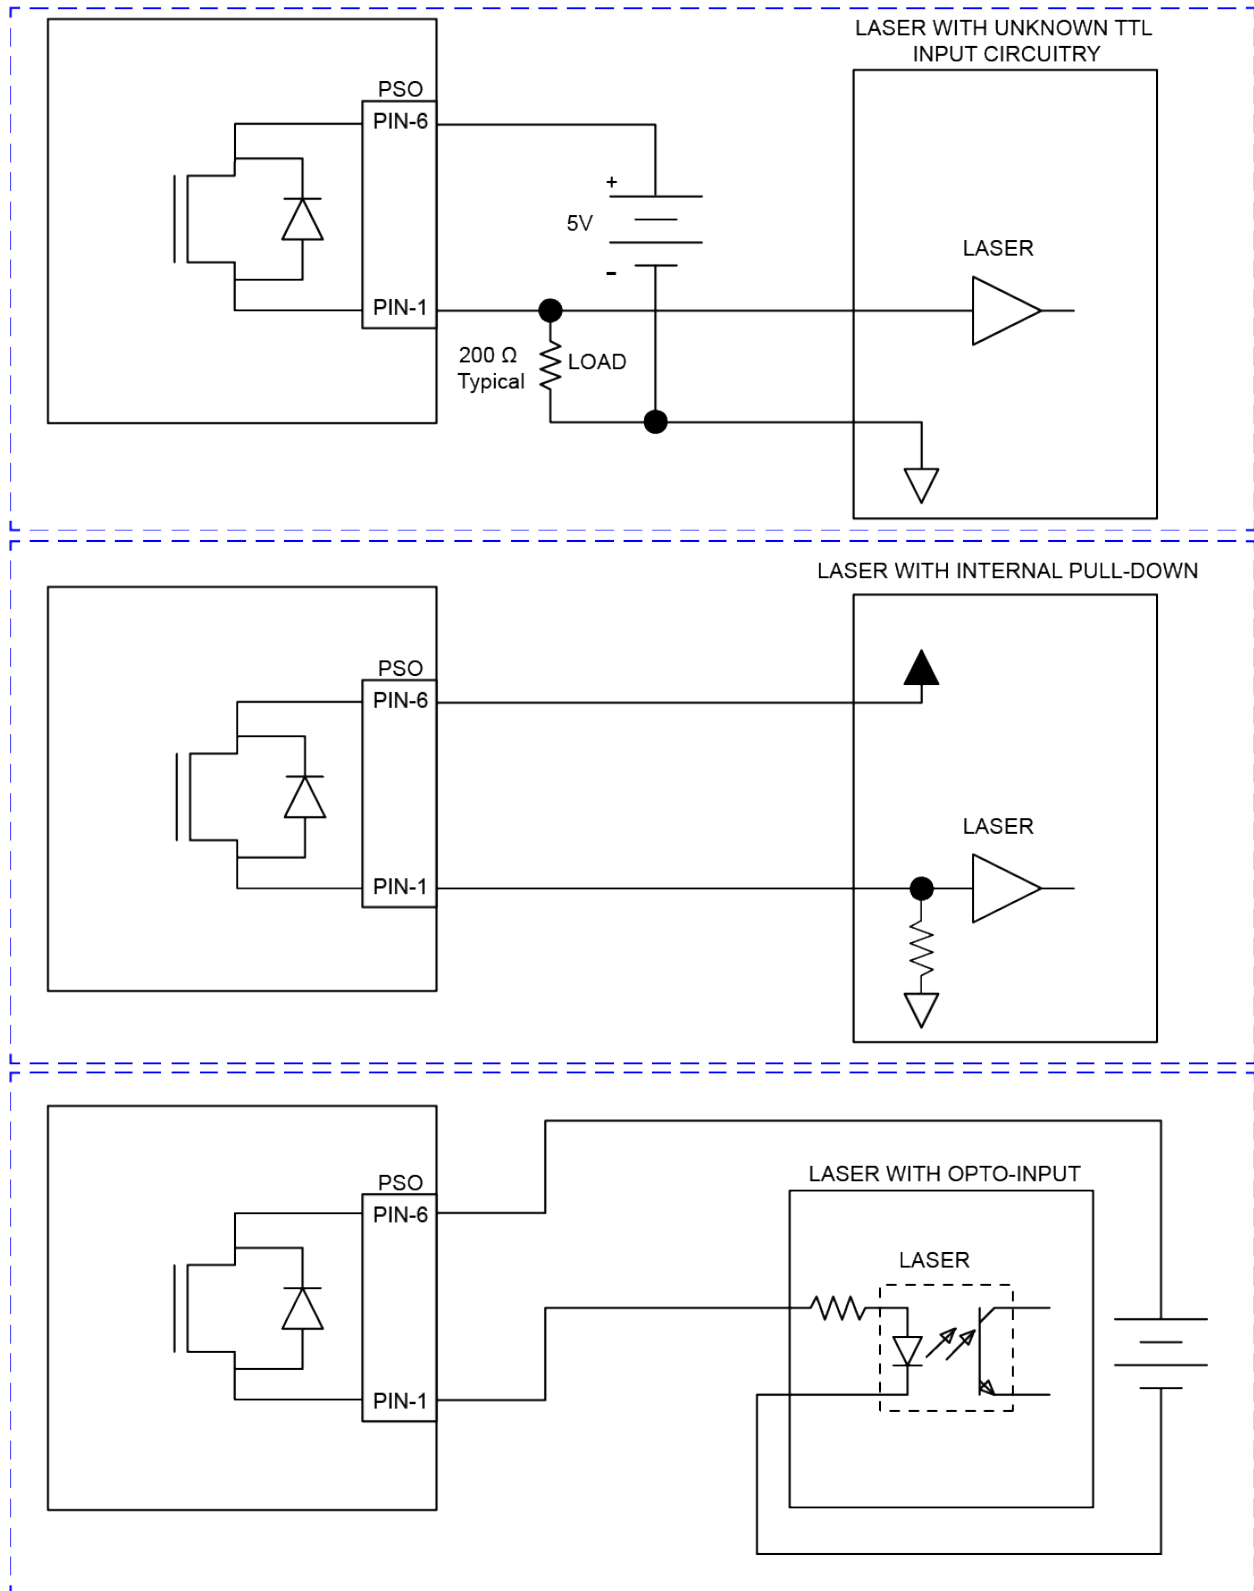 LASER WITH UNKNOWN TTL
INPUT CIRCUITRY
PSO
PIN-6
+
5V
-
LASER
PIN-1
200 Ω
Typical
LOAD
LASER WITH INTERNAL PULL-DOWN
PSO
PIN-6
LASER
PIN-1
LASER WITH OPTO-INPUT
PSO
PIN-6
LASER
PIN-1